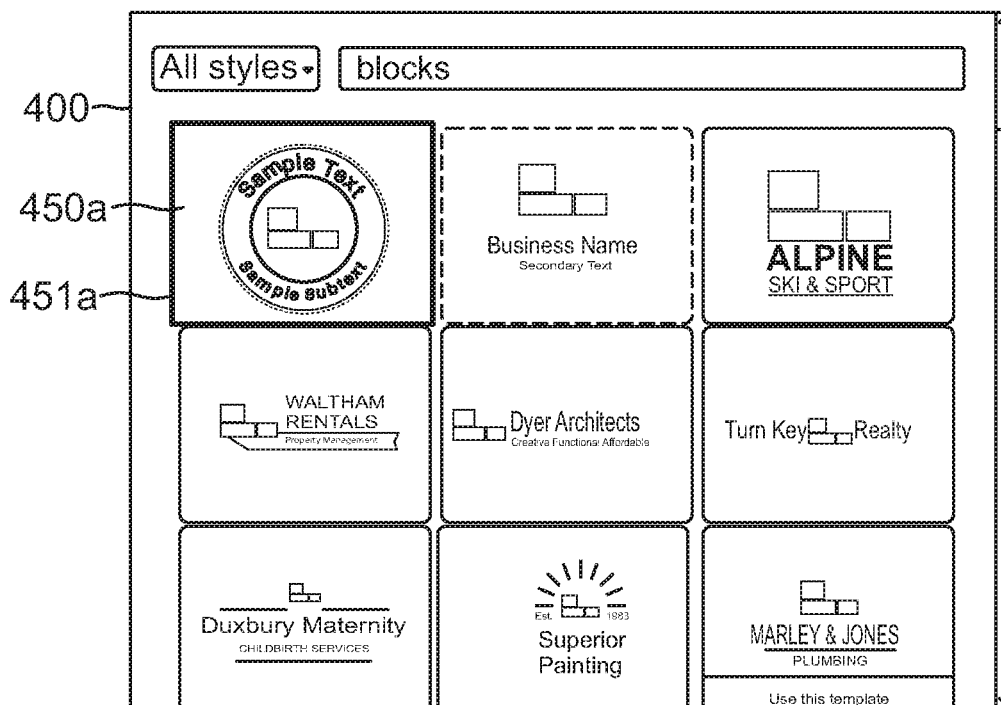 All styles
blocks
400
450a
451a
Sample Text
Sample Subtext
Business Name
Secondary Text
ALPINE
SKI & SPORT
WALTHAM
RENTALS
Property Management
Dyer Architects
Creative Functional Affordable
Turn Key Realty
Duxbury Maternity
CHILDBIRTH SERVICES
Est. 1963
Superior
Painting
MARLEY & JONES
PLUMBING
Use this template